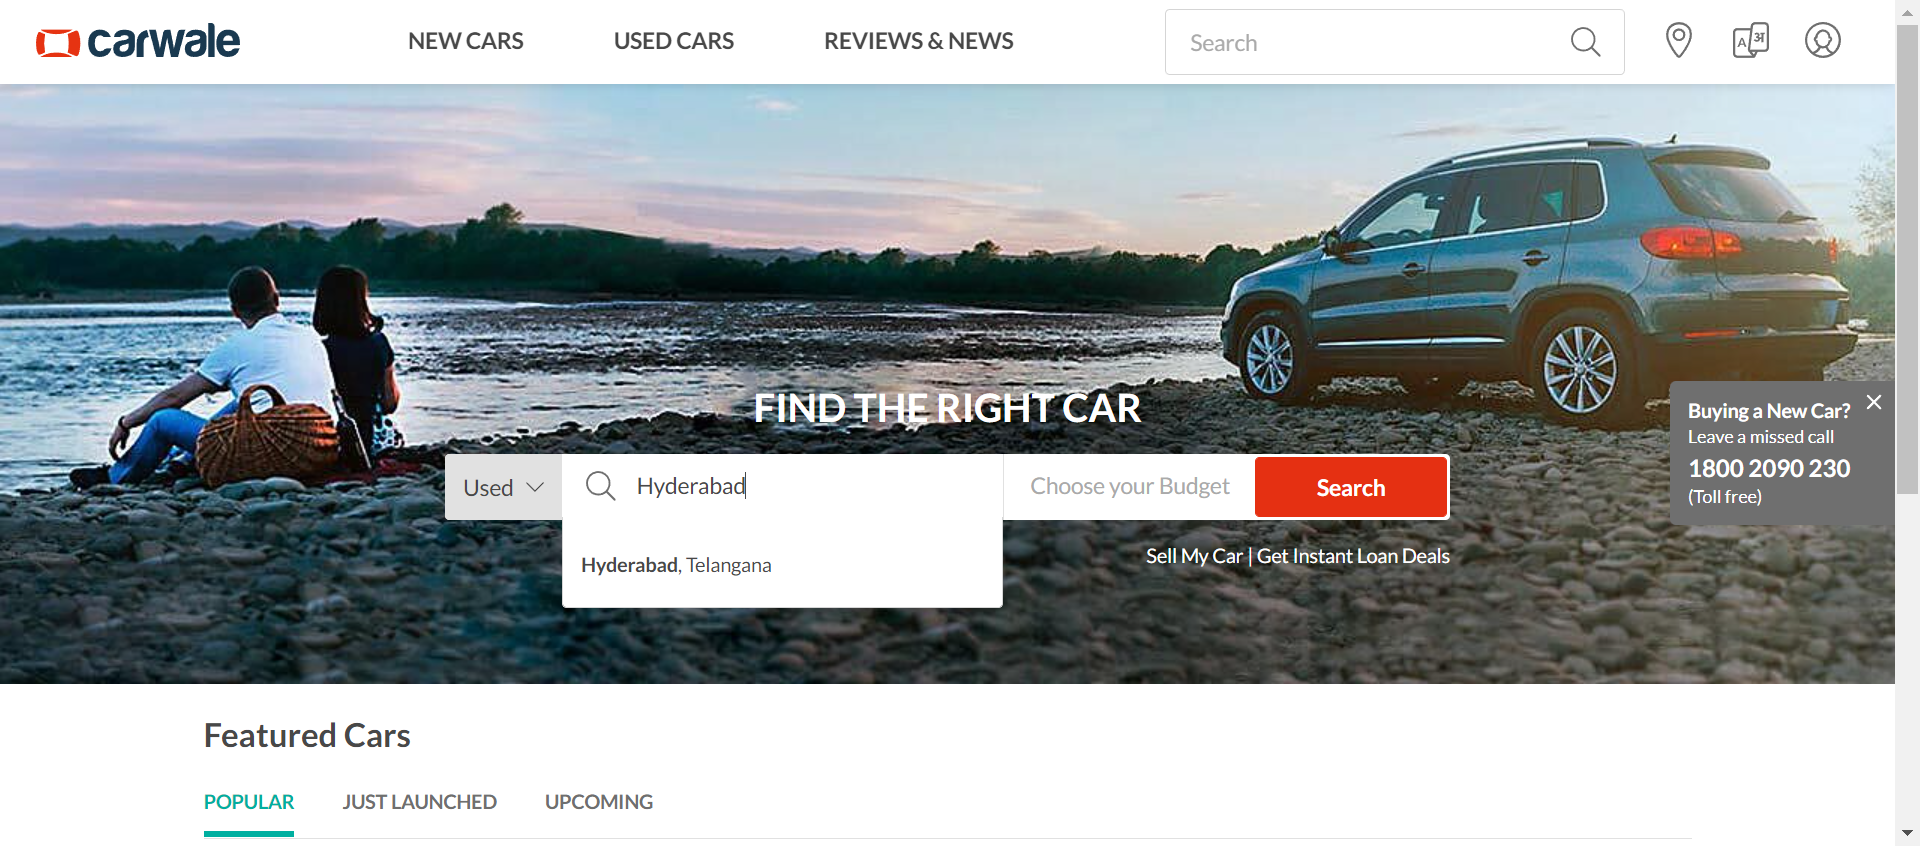 carwale
NEW CARS
USED CARS
REVIEWS & NEWS
Search
A अ
FIND THE RIGHT CAR
Used
Hyderabad
Choose your Budget
Search
Hyderabad, Telangana
Sell My Car | Get Instant Loan Deals
Buying a New Car?
Leave a missed call
1800 2090 230
(Toll free)
Featured Cars
POPULAR
JUST LAUNCHED
UPCOMING